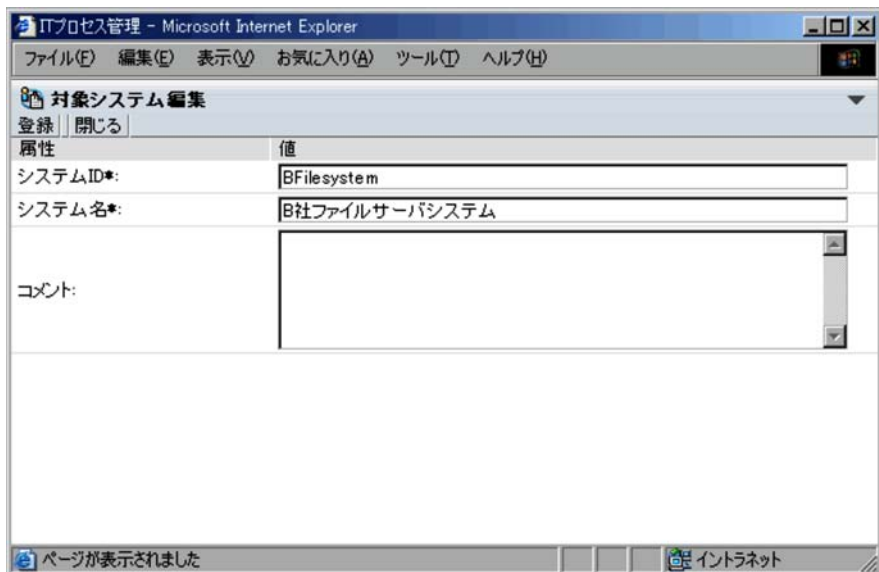 ITプロセス管理 - Microsoft Internet Explorer
ファイル(F) 編集(E) 表示(V) お気に入り(A) ツール(T) ヘルプ(H)
対象システム編集
登録 閉じる
属性 値
システムID*: BFilesystem
システム名*: B社ファイルサーバシステム
コメント:
ページが表示されました イントラネット